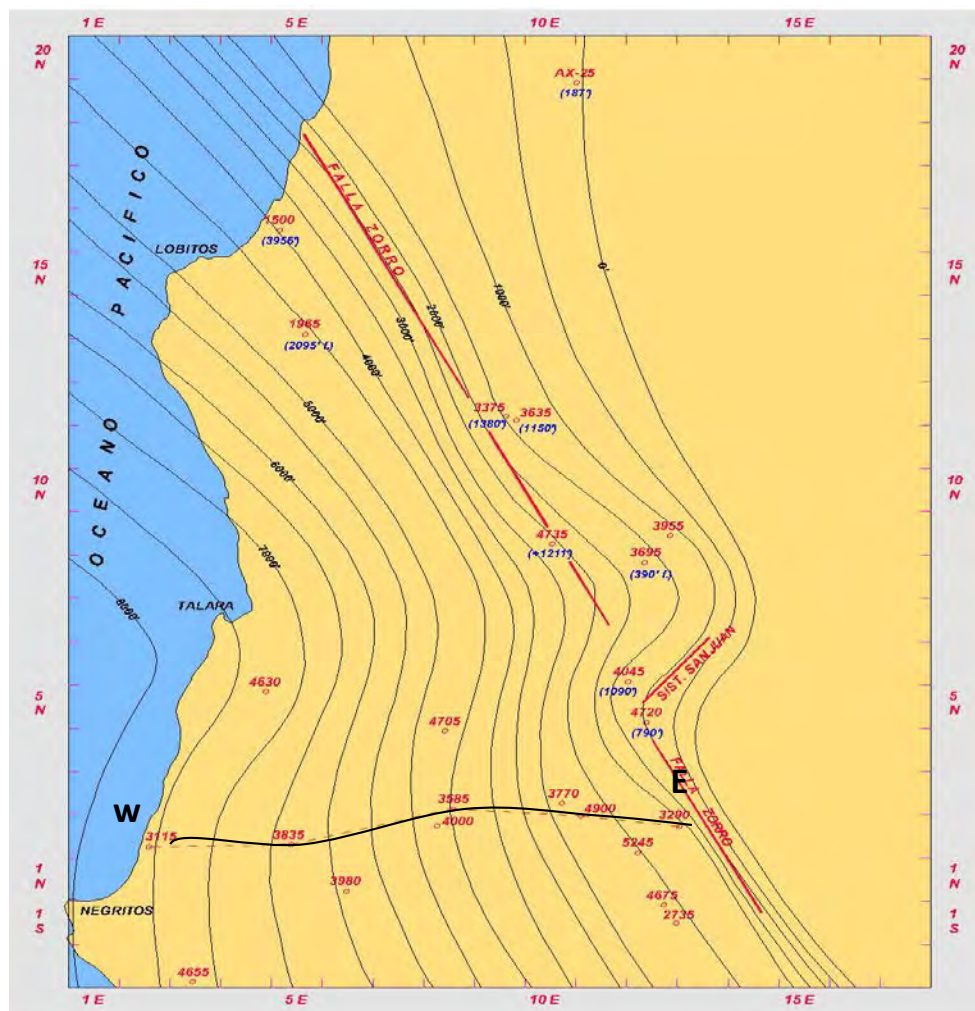 1 E 5 E 10 E 15 E
20
N
20
N
AX-25
(187')
FALLA ZORRO
OCEANO PACIFICO
1500
(3956')
LOBITOS
15
N
0'
15
N
1000'
2000'
3000'
1965
(2095' f.)
4000'
5000'
3375
(1380')
3635
(1150')
6000'
10
N
10
N
7000'
4735
(+1211')
3955
3695
(390' f.)
8000'
TALARA
SIST. SANJUAN
4045
(1090')
4630
5
N
5
N
4720
(790')
4705
FALLA ZORRO
E
W
3770
3585
4900
4000
3290
3115
3835
5245
1
N
1
N
3980
4675
NEGRITOS
2735
1
S
1
S
4655
1 E 5 E 10 E 15 E